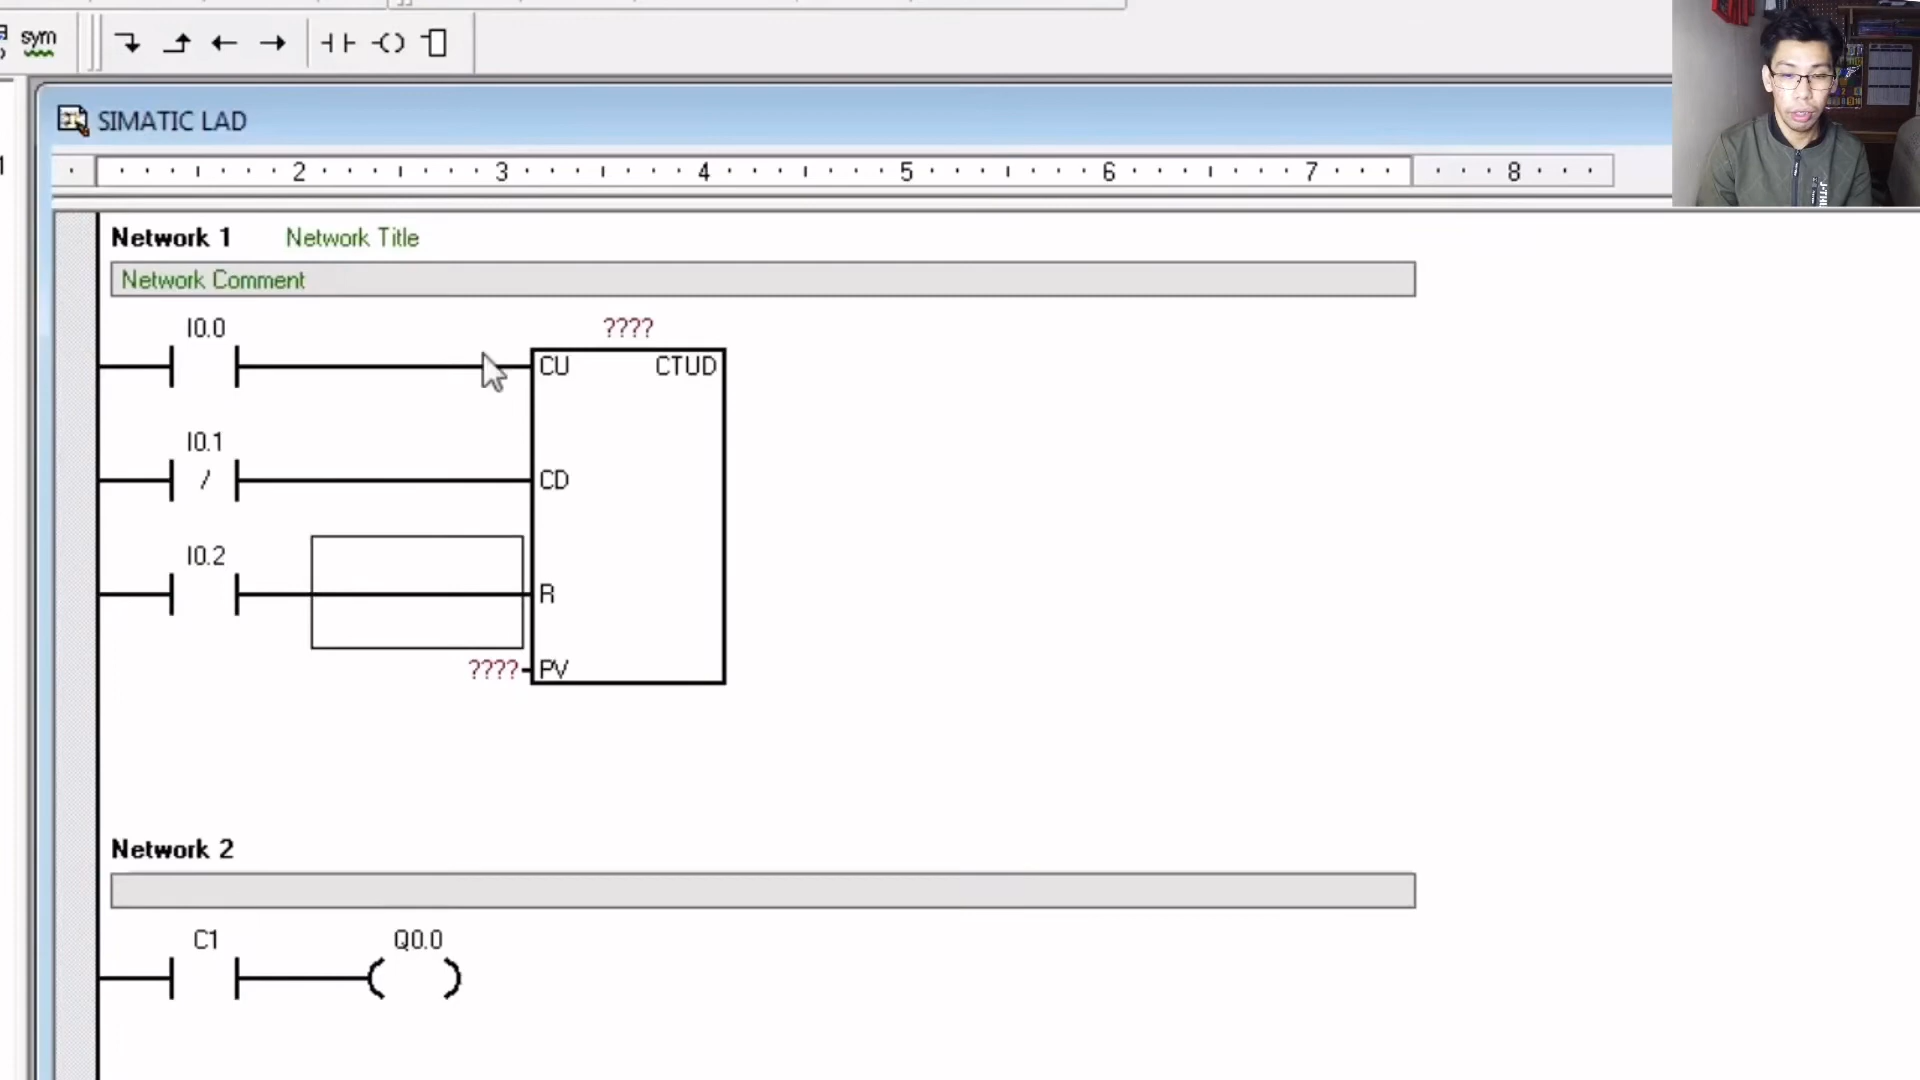 sym
SIMATIC LAD
2 3 4 5 6 7 8
Network 1 Network Title
Network Comment
I0.0
????
CU CTUD
I0.1
/
CD
I0.2
R
????
PV
Network 2
C1 Q0.0